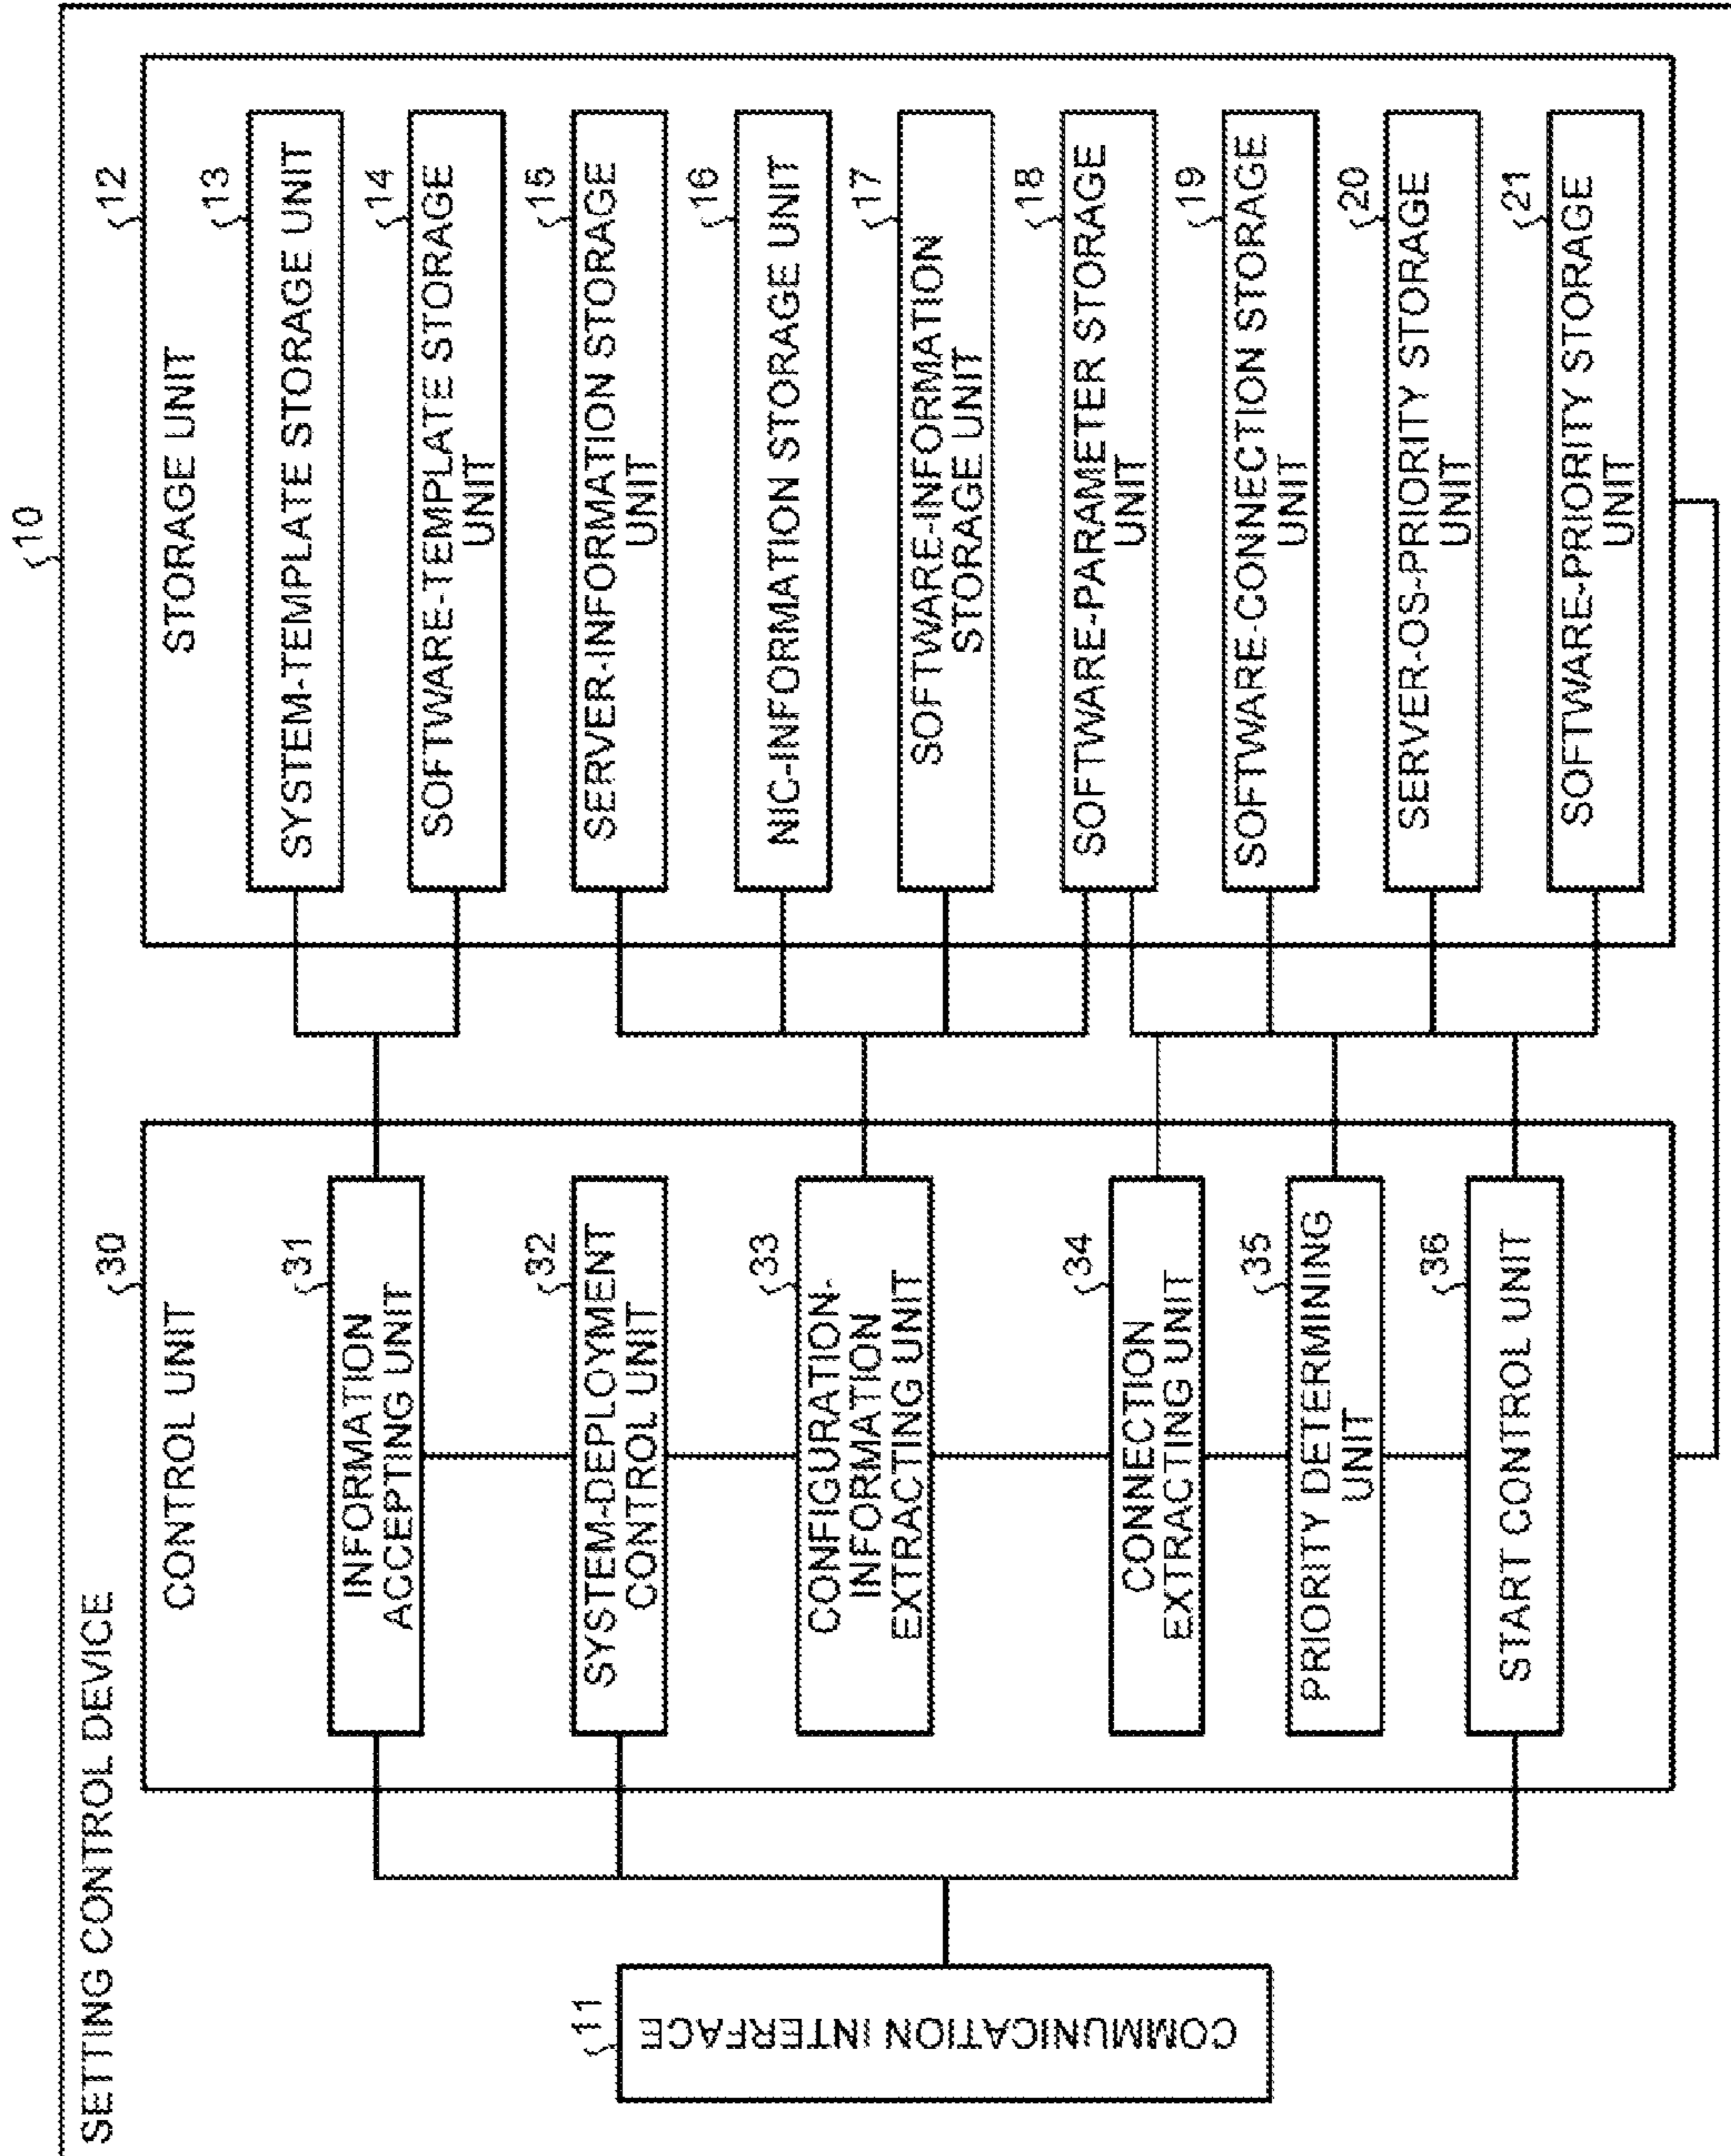 10
SETTING CONTROL DEVICE
11
COMMUNICATION INTERFACE
30
CONTROL UNIT
31
INFORMATION
ACCEPTING UNIT
32
SYSTEM-DEPLOYMENT
CONTROL UNIT
33
CONFIGURATION-
INFORMATION
EXTRACTING UNIT
34
CONNECTION
EXTRACTING UNIT
35
PRIORITY DETERMINING
UNIT
36
START CONTROL UNIT
12
STORAGE UNIT
13
SYSTEM-TEMPLATE STORAGE UNIT
14
SOFTWARE-TEMPLATE STORAGE
UNIT
15
SERVER-INFORMATION STORAGE
UNIT
16
NIC-INFORMATION STORAGE UNIT
17
SOFTWARE-INFORMATION
STORAGE UNIT
18
SOFTWARE-PARAMETER STORAGE
UNIT
19
SOFTWARE-CONNECTION STORAGE
UNIT
20
SERVER-OS-PRIORITY STORAGE
UNIT
21
SOFTWARE-PRIORITY STORAGE
UNIT